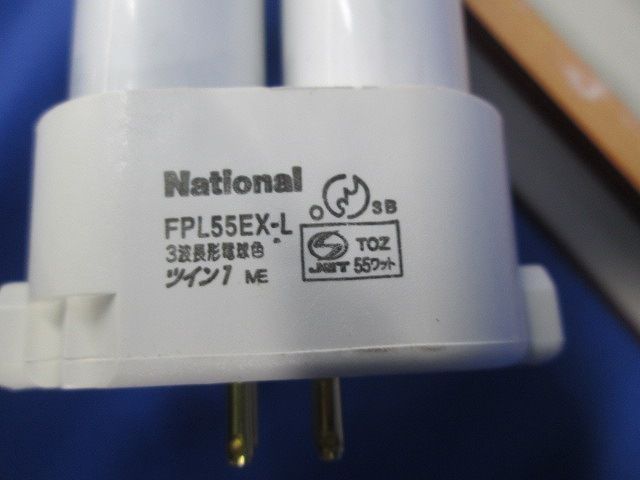 National
FPL55EX-L
3波長形電球色
ツイン1 ME
O SB
JET TOZ
55ワット